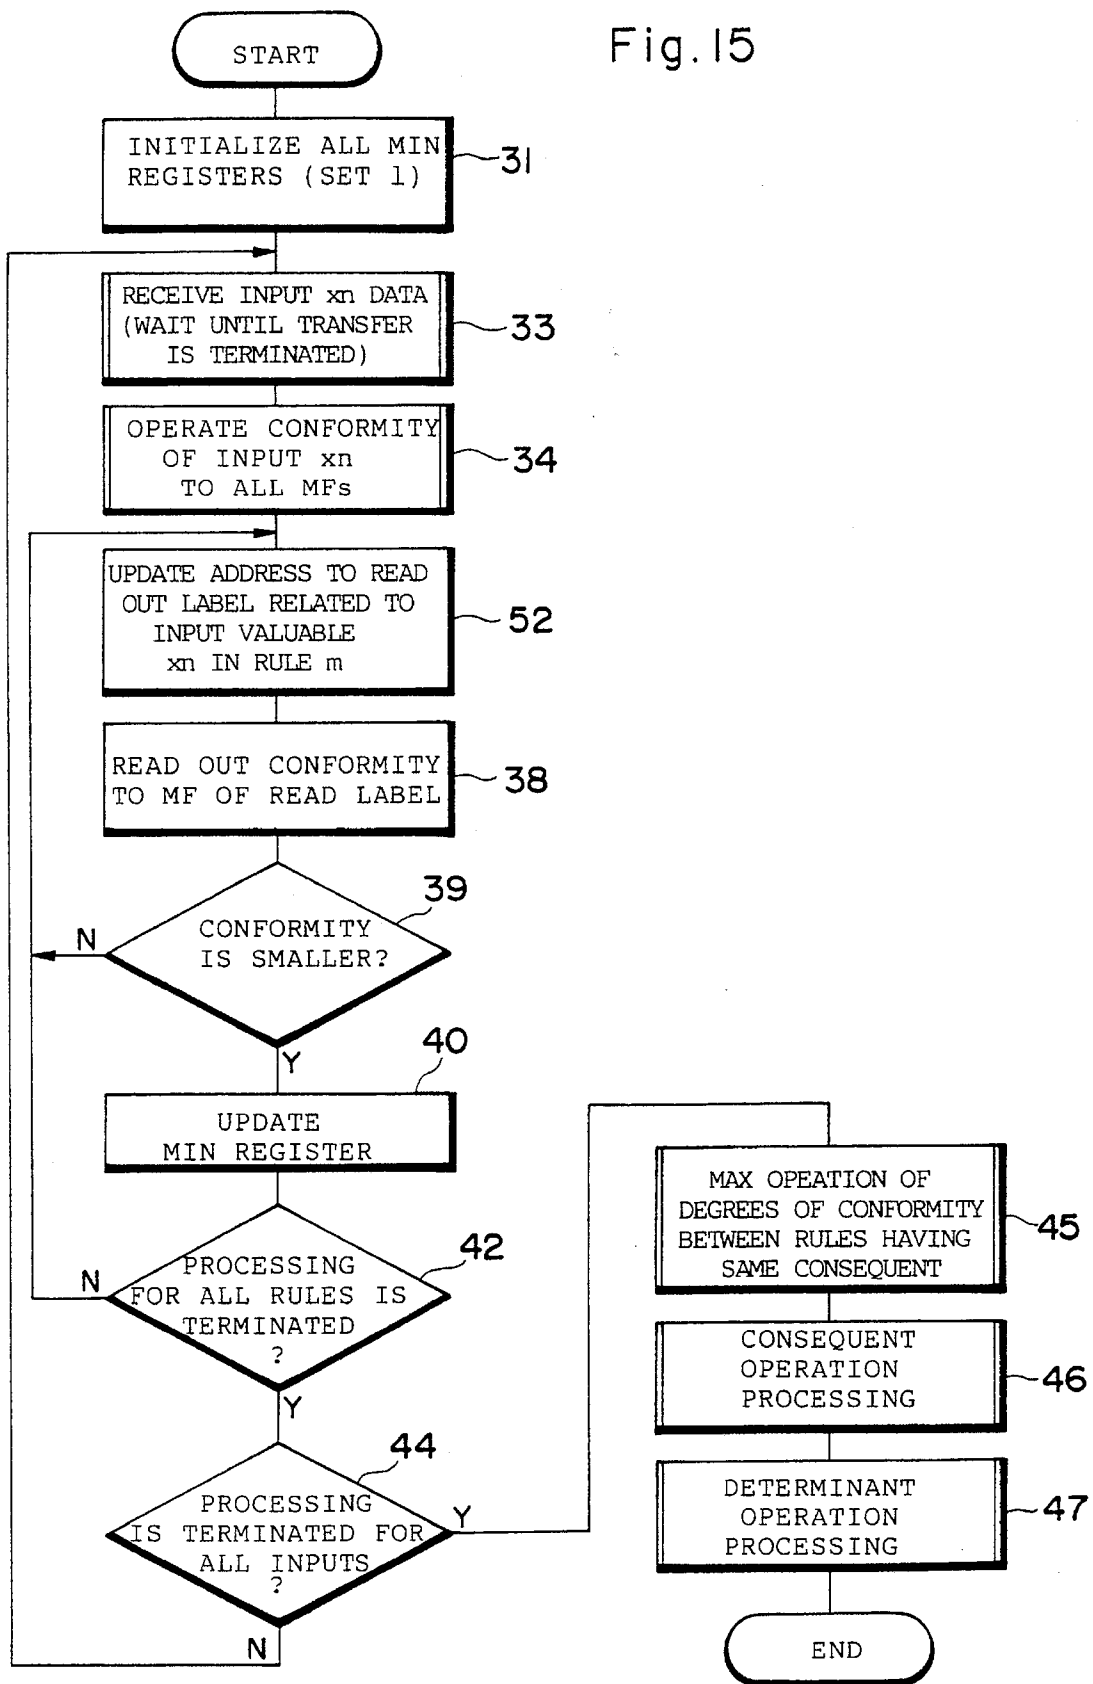 Fig.15
START
INITIALIZE ALL MIN
REGISTERS (SET 1)
31
RECEIVE INPUT xn DATA
(WAIT UNTIL TRANSFER
IS TERMINATED)
33
OPERATE CONFORMITY
OF INPUT xn
TO ALL MFs
34
UPDATE ADDRESS TO READ
OUT LABEL RELATED TO
INPUT VALUABLE
xn IN RULE m
52
READ OUT CONFORMITY
TO MF OF READ LABEL
38
CONFORMITY
IS SMALLER?
39
N
Y
40
UPDATE
MIN REGISTER
PROCESSING
FOR ALL RULES IS
TERMINATED
?
42
N
Y
44
PROCESSING
IS TERMINATED FOR
ALL INPUTS
?
Y
N
MAX OPEATION OF
DEGREES OF CONFORMITY
BETWEEN RULES HAVING
SAME CONSEQUENT
45
CONSEQUENT
OPERATION
PROCESSING
46
DETERMINANT
OPERATION
PROCESSING
47
END